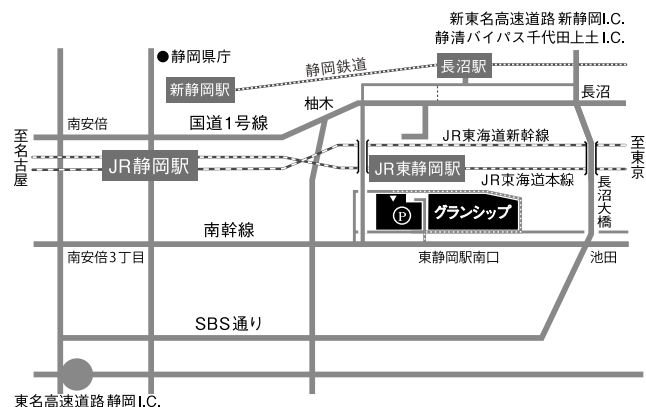 新東名高速道路 新静岡I.C.
静清バイパス千代田上土I.C.
●静岡県庁
静岡鉄道
長沼駅
新静岡駅
長沼
柚木
南安倍
国道1号線
JR東海道新幹線
至名古屋
至東京
JR静岡駅
JR東静岡駅
JR東海道本線
長沼大橋
P
グランシップ
南幹線
南安倍3丁目
東静岡駅南口
池田
SBS通り
東名高速道路 静岡I.C.